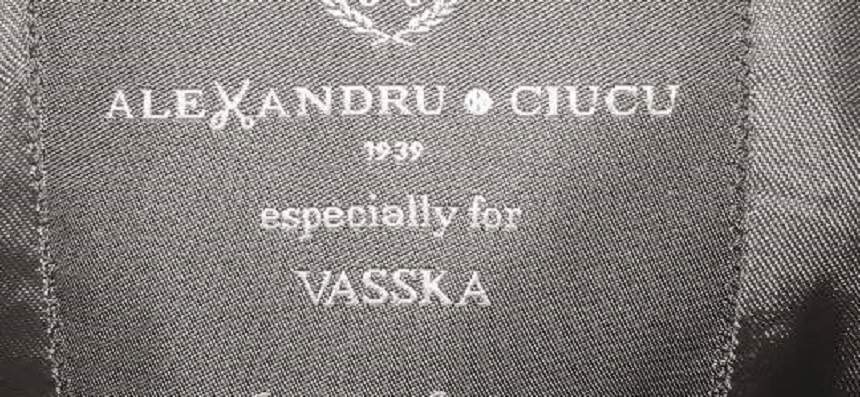 ALEXANDRU CIUCU
1939
especially for
VASSKA